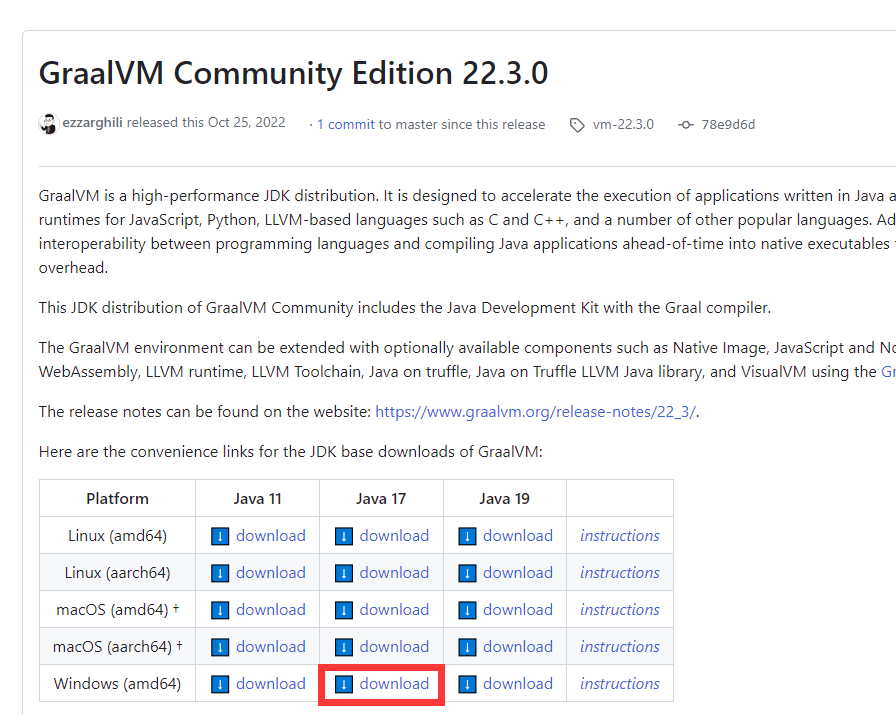 GraalVM Community Edition 22.3.0
ezzarghili released this Oct 25, 2022 · 1 commit to master since this release vm-22.3.0 78e9d6d
GraalVM is a high-performance JDK distribution. It is designed to accelerate the execution of applications written in Java a
runtimes for JavaScript, Python, LLVM-based languages such as C and C++, and a number of other popular languages. Ad
interoperability between programming languages and compiling Java applications ahead-of-time into native executables
overhead.
This JDK distribution of GraalVM Community includes the Java Development Kit with the Graal compiler.
The GraalVM environment can be extended with optionally available components such as Native Image, JavaScript and No
WebAssembly, LLVM runtime, LLVM Toolchain, Java on truffle, Java on Truffle LLVM Java library, and VisualVM using the Gr
The release notes can be found on the website: https://www.graalvm.org/release-notes/22_3/.
Here are the convenience links for the JDK base downloads of GraalVM:
Platform Java 11 Java 17 Java 19
Linux (amd64) ↓ download ↓ download ↓ download instructions
Linux (aarch64) ↓ download ↓ download ↓ download instructions
macOS (amd64) † ↓ download ↓ download ↓ download instructions
macOS (aarch64) † ↓ download ↓ download ↓ download instructions
Windows (amd64) ↓ download ↓ download ↓ download instructions